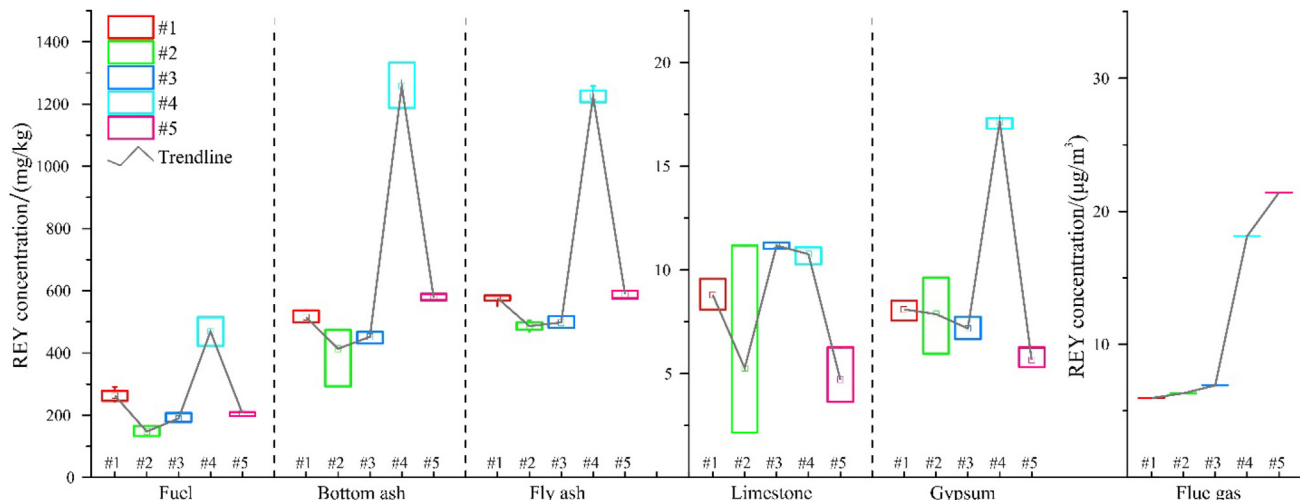 REY concentration/(mg/kg)
1400
1200
1000
800
600
400
200
0
#1
#2
#3
#4
#5
Trendline
#1 #2 #3 #4 #5
Fuel
#1 #2 #3 #4 #5
Bottom ash
#1 #2 #3 #4 #5
Fly ash
20
15
10
5
#1 #2 #3 #4 #5
Limestone
#1 #2 #3 #4 #5
Gypsum
REY concentration/(μg/m³)
30
20
10
#1 #2 #3 #4 #5
Flue gas